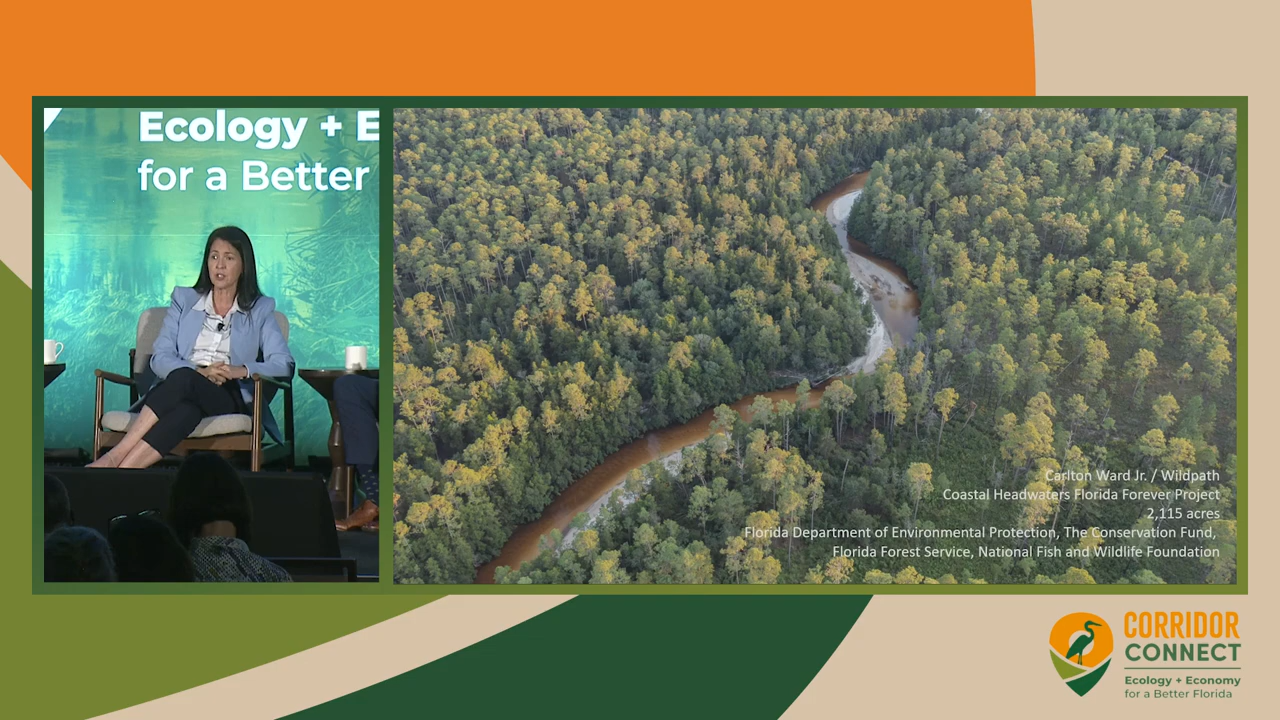 Ecology + E
for a Better
Carlton Ward Jr. / Wildpath
Coastal Headwaters Florida Forever Project
2,115 acres
Florida Department of Environmental Protection, The Conservation Fund,
Florida Forest Service, National Fish and Wildlife Foundation
CORRIDOR
CONNECT
Ecology + Economy
for a Better Florida